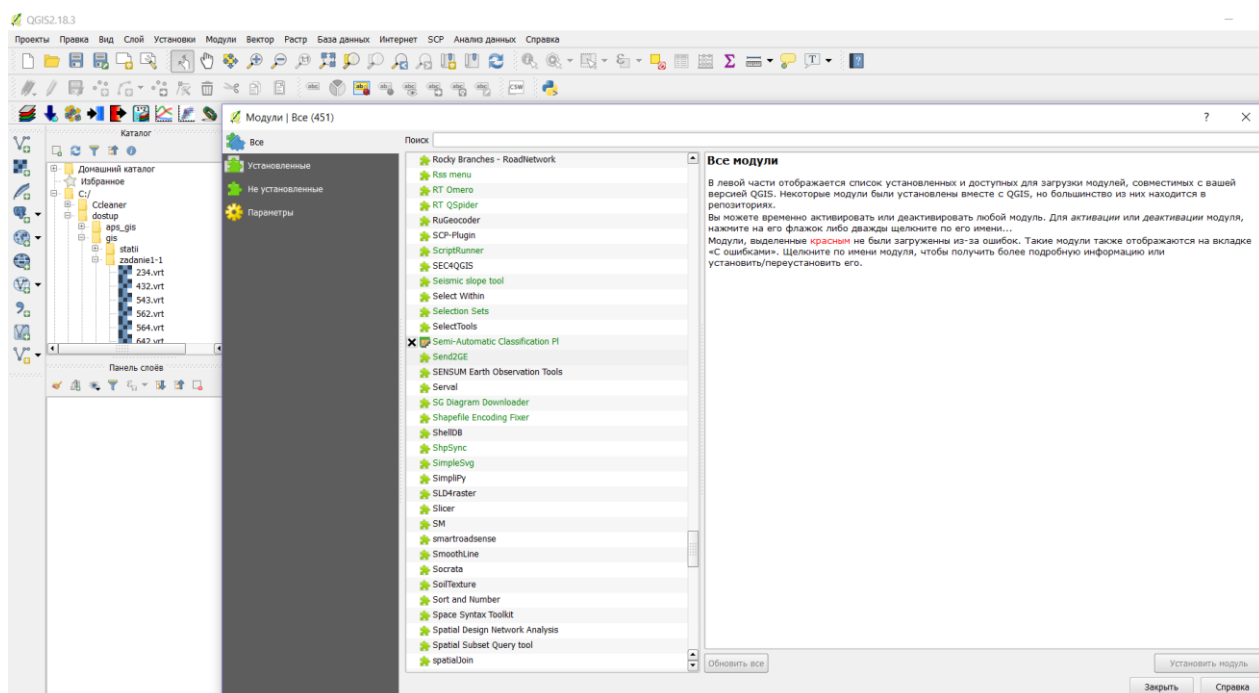 QGIS2.18.3
Проекты Правка Вид Слой Установки Модули Вектор Растр База данных Интернет SCP Анализ данных Справка
Каталог
Домашний каталог
Избранное
C:/
Ccleaner
dostup
aps_gis
gis
statii
zadanie1-1
234.vrt
432.vrt
543.vrt
562.vrt
564.vrt
642.vrt
Панель слоёв
Модули | Все (451)
Все
Установленные
Не установленные
Параметры
Поиск
Rocky Branches - RoadNetwork
Rss menu
RT Omero
RT QSpider
RuGeocoder
SCP-Plugin
ScriptRunner
SEC4QGIS
Seismic slope tool
Select Within
Selection Sets
SelectTools
Semi-Automatic Classification Pl
Send2GE
SENSUM Earth Observation Tools
Serval
SG Diagram Downloader
Shapefile Encoding Fixer
ShellDB
ShpSync
SimpleSvg
SimpliPy
SLD4raster
Slicer
SM
smartroadsense
SmoothLine
Socrata
SoilTexture
Sort and Number
Space Syntax Toolkit
Spatial Design Network Analysis
Spatial Subset Query tool
spatialJoin
Все модули
В левой части отображается список установленных и доступных для загрузки модулей, совместимых с вашей
версией QGIS. Некоторые модули были установлены вместе с QGIS, но большинство из них находится в
репозиториях.
Вы можете временно активировать или деактивировать любой модуль. Для активации или деактивации модуля,
нажмите на его флажок либо дважды щелкните по его имени...
Модули, выделенные красным не были загруженны из-за ошибок. Такие модули также отображаются на вкладке
«С ошибками». Щелкните по имени модуля, чтобы получить более подробную информацию или
установить/переустановить его.
Обновить все
Установить модуль
Закрыть
Справка